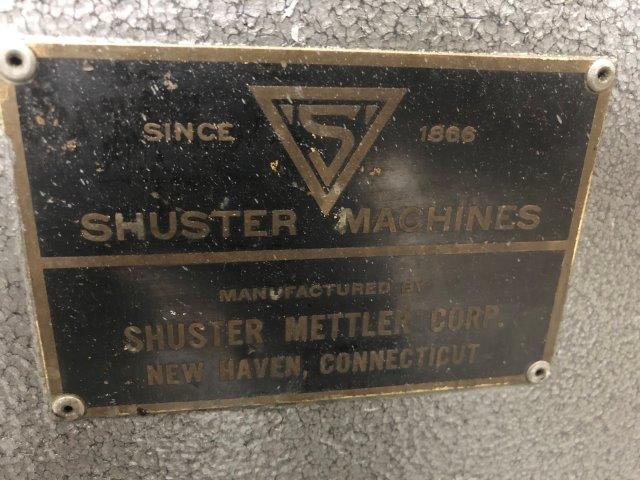 SINCE S 1866
SHUSTER MACHINES
MANUFACTURED BY
SHUSTER METTLER CORP.
NEW HAVEN, CONNECTICUT